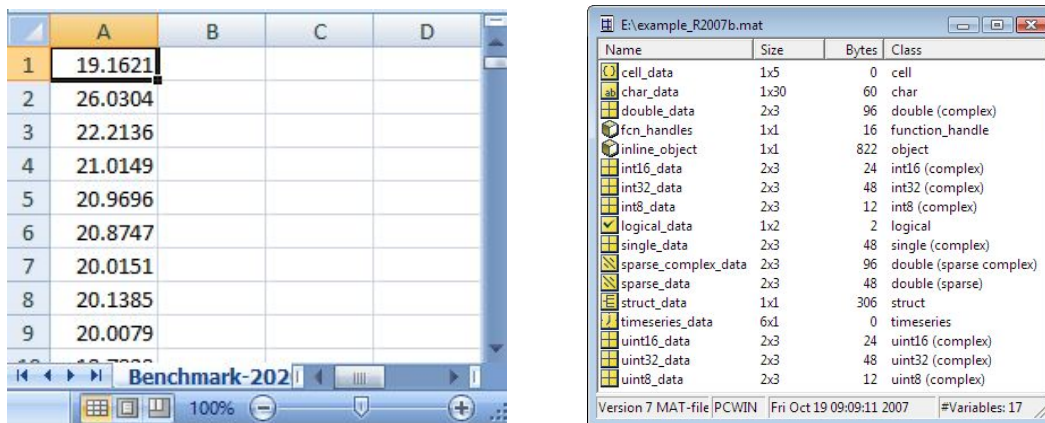 A B C D
1 19.1621
2 26.0304
3 22.2136
4 21.0149
5 20.9696
6 20.8747
7 20.0151
8 20.1385
9 20.0079
Benchmark-202
100%
E:\example_R2007b.mat
Name Size Bytes Class
cell_data 1x5 0 cell
ab char_data 1x30 60 char
double_data 2x3 96 double (complex)
fcn_handles 1x1 16 function_handle
inline_object 1x1 822 object
int16_data 2x3 24 int16 (complex)
int32_data 2x3 48 int32 (complex)
int8_data 2x3 12 int8 (complex)
logical_data 1x2 2 logical
single_data 2x3 48 single (complex)
sparse_complex_data 2x3 96 double (sparse complex)
sparse_data 2x3 48 double (sparse)
struct_data 1x1 306 struct
timeseries_data 6x1 0 timeseries
uint16_data 2x3 24 uint16 (complex)
uint32_data 2x3 48 uint32 (complex)
uint8_data 2x3 12 uint8 (complex)
Version 7 MAT-file PCWIN Fri Oct 19 09:09:11 2007 #Variables: 17